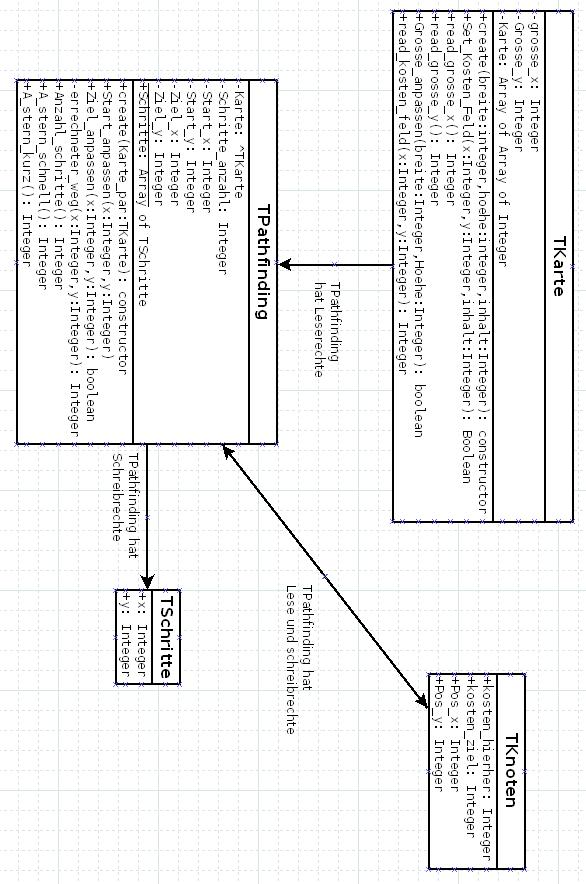 TKarte
-grosse_x: Integer
-Grosse_y: Integer
-Karte: Array of Array of Integer
+create(breite:integer,hoehe:integer,inhalt:Integer): constructor
+Set_Kosten_Feld(x:Integer,y:Integer,inhalt:Integer): Boolean
+read_grosse_x(): Integer
+read_grosse_y(): Integer
+Grosse_anpassen(breite:Integer,Hoehe:Integer): boolean
+read_kosten_feld(x:Integer,y:Integer): Integer
TPathfinding
hat Leserechte
TPathfinding
-Karte: ^TKarte
-Schritte_anzahl: Integer
-Start_x: Integer
-Start_y: Integer
-Ziel_x: Integer
-Ziel_y: Integer
+Schritte: Array of TSchritte
+create(Karte_par:TKarte): constructor
+Start_anpassen(x:Integer,y:Integer)
+Ziel_anpassen(x:Integer,y:Integer): boolean
-errechneter_weg(x:Integer,y:Integer): Integer
+Anzahl_schritte(): Integer
+A_stern_schnell(): Integer
+A_stern_kurz(): Integer
TPathfinding hat
Schreibrechte
TSchritte
+x: Integer
+y: Integer
TPathfinding hat
Lese und schreibrechte
TKnoten
+kosten_hierher: Integer
+kosten_ziel: Integer
+Pos_x: Integer
+Pos_y: Integer